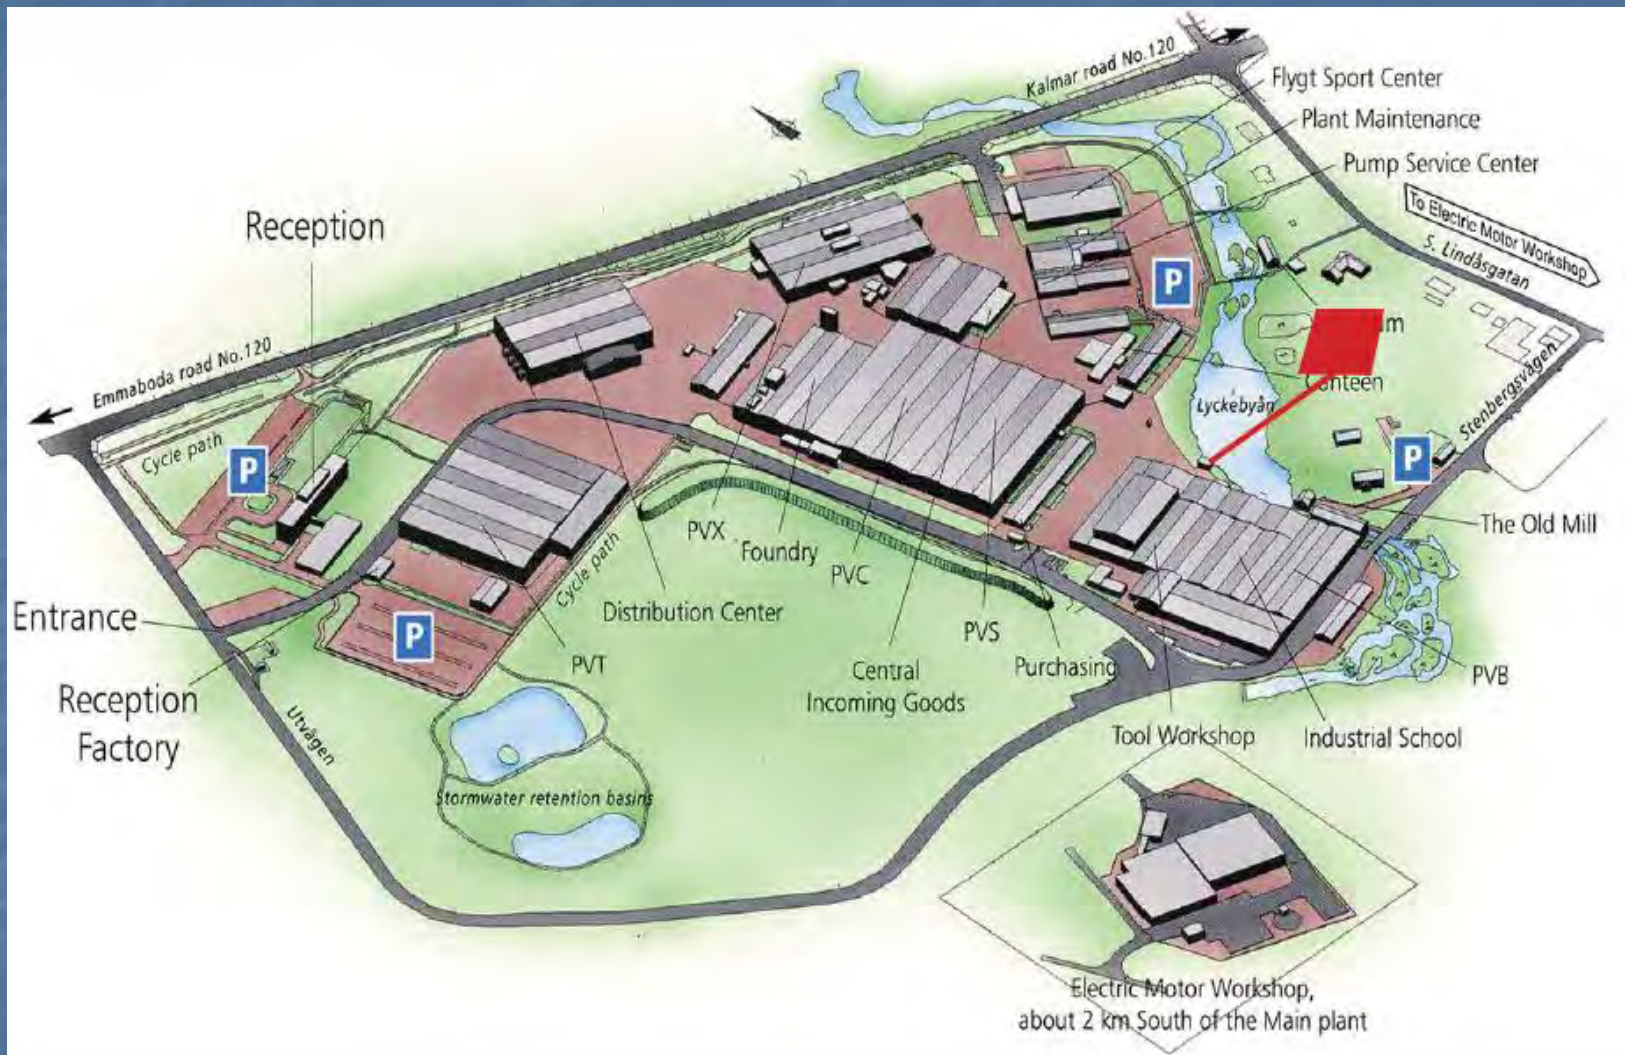 Kalmar road No.120
Flygt Sport Center
Plant Maintenance
Pump Service Center
To Electric Motor Workshop
S. Lindåsgatan
Reception
P
Emmaboda road No.120
Canteen
Lyckebyån
Stenbergsvägen
Cycle path
P
P
The Old Mill
PVX
Foundry
PVC
Cycle path
Distribution Center
Entrance
P
PVS
PVT
Purchasing
Central
Incoming Goods
PVB
Reception
Factory
Utvägen
Tool Workshop
Industrial School
Stormwater retention basins
Electric Motor Workshop,
about 2 km South of the Main plant